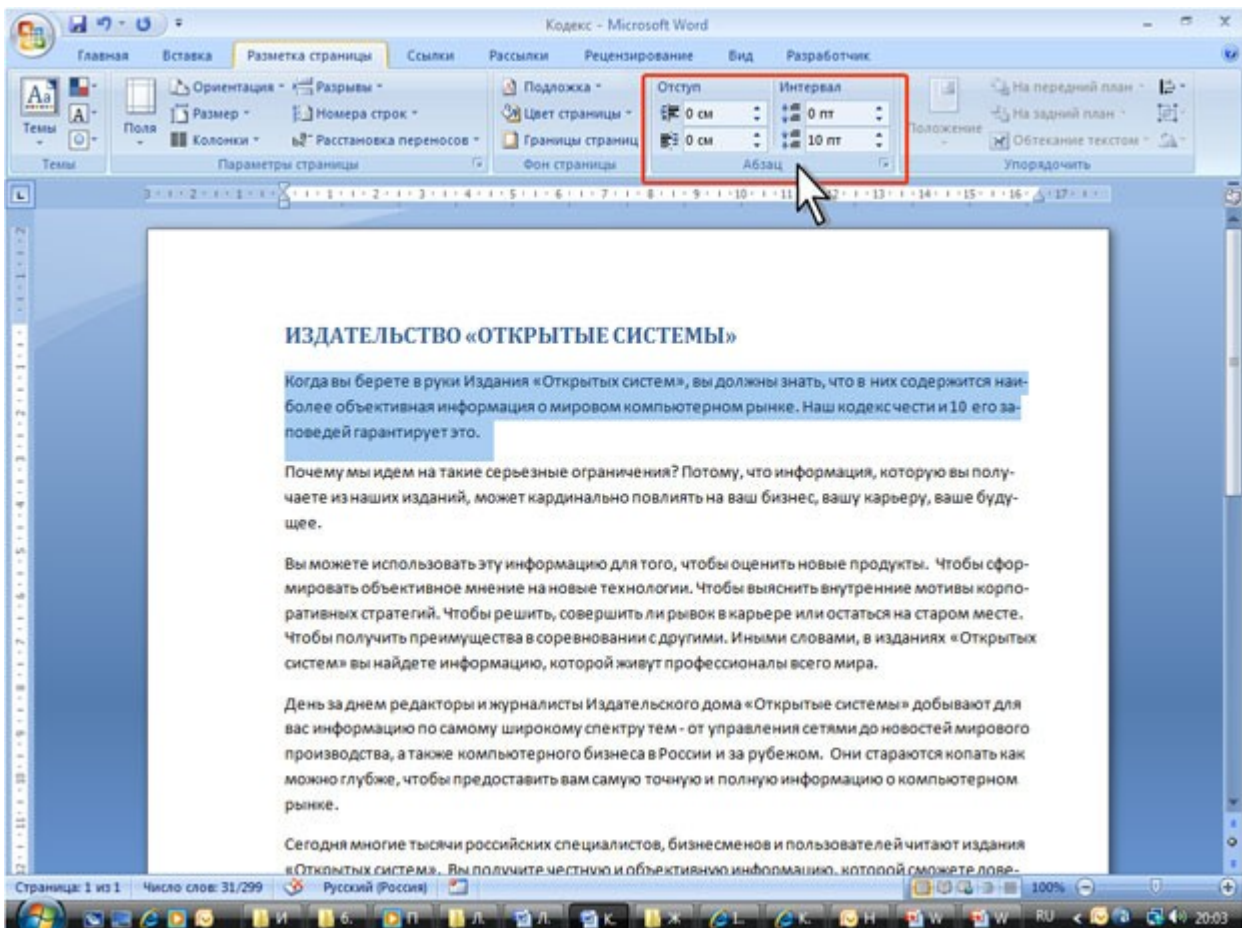 Кодекс - Microsoft Word
Главная Вставка Разметка страницы Ссылки Рассылки Рецензирование Вид Разработчик
Темы
Поля
Ориентация
Размер
Колонки
Разрывы
Номера строк
Расстановка переносов
Подложка
Цвет страницы
Границы страниц
Отступ
0 см
0 см
Интервал
0 пт
10 пт
Положение
На передний план
На задний план
Обтекание текстом
Темы Параметры страницы Фон страницы Абзац Упорядочить
ИЗДАТЕЛЬСТВО «ОТКРЫТЫЕ СИСТЕМЫ»
Когда вы берете в руки Издания «Открытых систем», вы должны знать, что в них содержится наи-
более объективная информация о мировом компьютерном рынке. Наш кодекс чести и 10 его за-
поведей гарантирует это.
Почему мы идем на такие серьезные ограничения? Потому, что информация, которую вы полу-
чаете из наших изданий, может кардинально повлиять на ваш бизнес, вашу карьеру, ваше буду-
щее.
Вы можете использовать эту информацию для того, чтобы оценить новые продукты. Чтобы сфор-
мировать объективное мнение на новые технологии. Чтобы выяснить внутренние мотивы корпо-
ративных стратегий. Чтобы решить, совершить ли рывок в карьере или остаться на старом месте.
Чтобы получить преимущества в соревновании с другими. Иными словами, в изданиях «Открытых
систем» вы найдете информацию, которой живут профессионалы всего мира.
День за днем редакторы и журналисты Издательского дома «Открытые системы» добывают для
вас информацию по самому широкому спектру тем - от управления сетями до новостей мирового
производства, а также компьютерного бизнеса в России и за рубежом. Они стараются копать как
можно глубже, чтобы предоставить вам самую точную и полную информацию о компьютерном
рынке.
Сегодня многие тысячи российских специалистов, бизнесменов и пользователей читают издания
«Открытых систем». Вы получите честную и объективную информацию, которой сможете дове-
Страница: 1 из 1 Число слов: 31/299 Русский (Россия) 100%
И 6. П Л. Л. К. Ж L. К. Н W W RU 20:03